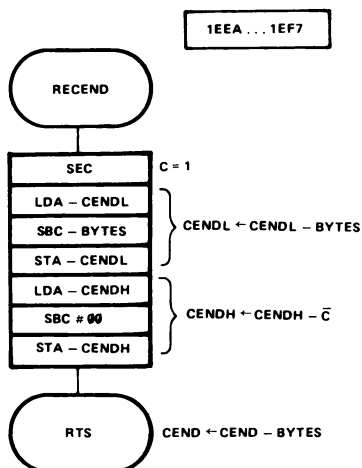 1EEA...1EF7
RECEND
SEC C = 1
LDA – CENDL
SBC – BYTES CENDL ← CENDL – BYTES
STA – CENDL
LDA – CENDH
SBC # 00 CENDH ← CENDH – C̅
STA – CENDH
RTS CEND ← CEND – BYTES